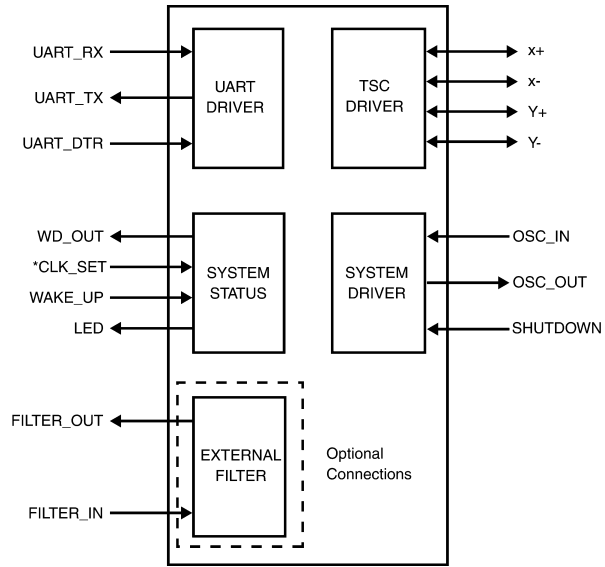 UART_RX
UART_TX
UART_DTR
UART
DRIVER
TSC
DRIVER
x+
x-
Y+
Y-
WD_OUT
*CLK_SET
WAKE_UP
LED
SYSTEM
STATUS
SYSTEM
DRIVER
OSC_IN
OSC_OUT
SHUTDOWN
FILTER_OUT
FILTER_IN
EXTERNAL
FILTER
Optional
Connections